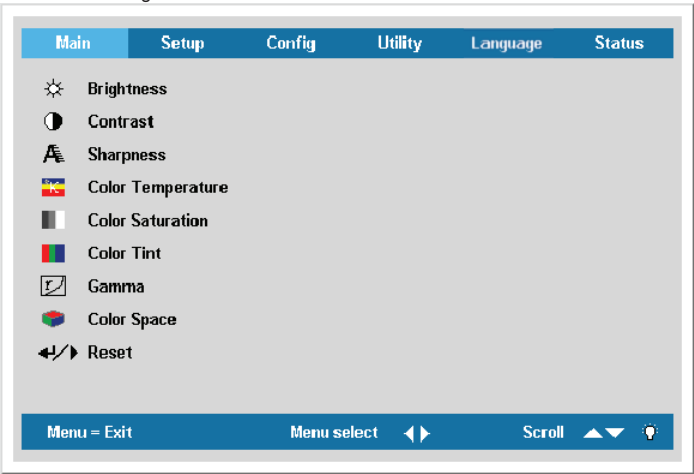 Main Setup Config Utility Language Status
Brightness
Contrast
Sharpness
Color Temperature
Color Saturation
Color Tint
Gamma
Color Space
Reset
Menu = Exit Menu select Scroll